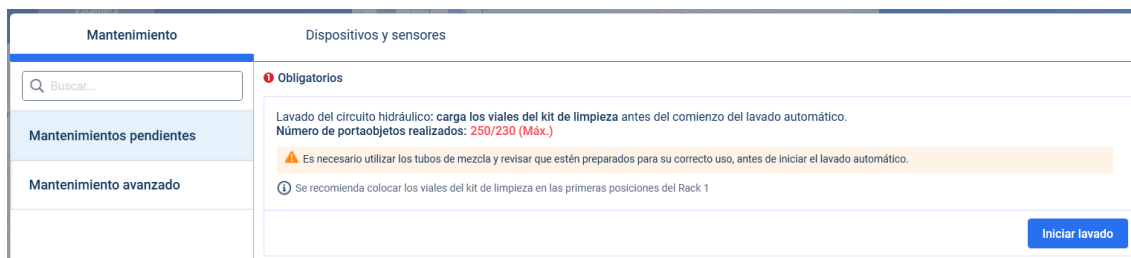 Mantenimiento
Dispositivos y sensores
Buscar...
Mantenimientos pendientes
Mantenimiento avanzado
Obligatorios
Lavado del circuito hidráulico: carga los viales del kit de limpieza antes del comienzo del lavado automático.
Número de portaobjetos realizados: 250/230 (Máx.)
Es necesario utilizar los tubos de mezcla y revisar que estén preparados para su correcto uso, antes de iniciar el lavado automático.
Se recomienda colocar los viales del kit de limpieza en las primeras posiciones del Rack 1
Iniciar lavado